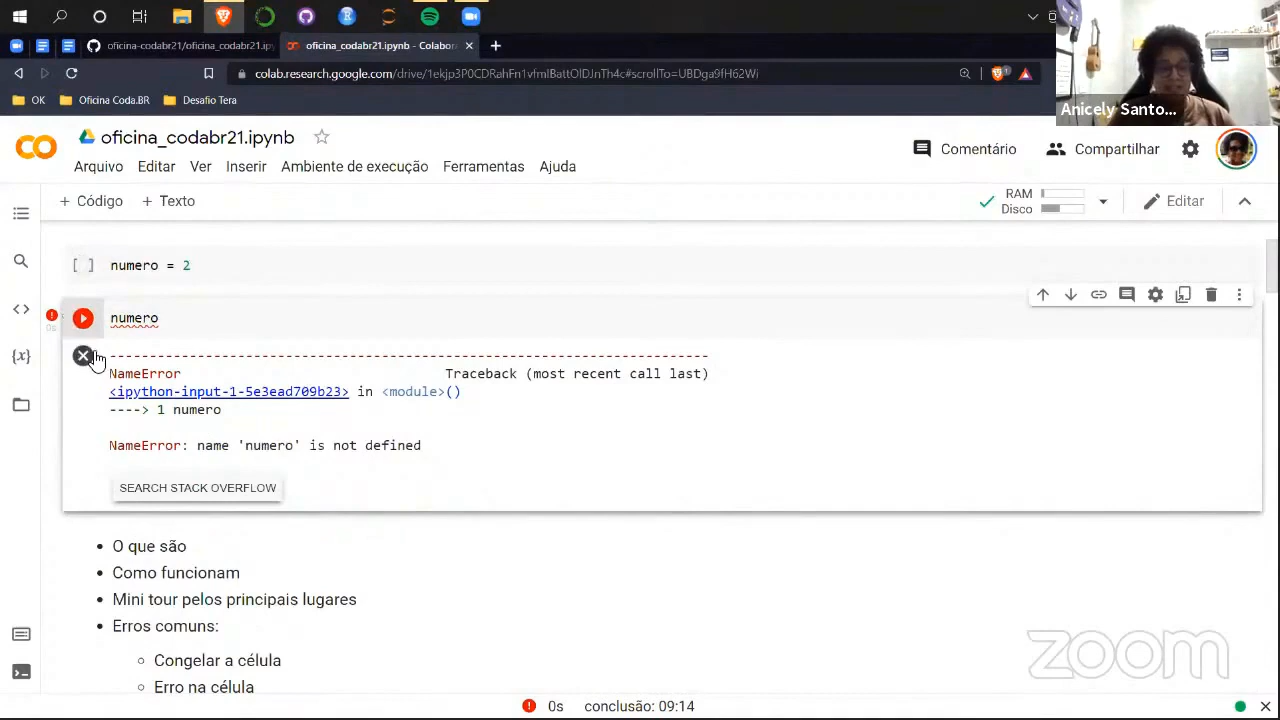 oficina-codabr21/oficina_codabr21.ipy
oficina_codabr21.ipynb - Colabor
colab.research.google.com/drive/1ekjp3P0CDRahFn1vfmlBattOlDJnTh4c#scrollTo=UBDga9fH62Wi
1
OK
Oficina Coda.BR
Desafio Tera
Anicely Santo...
oficina_codabr21.ipynb
Comentário
Compartilhar
Arquivo Editar Ver Inserir Ambiente de execução Ferramentas Ajuda
+ Código + Texto
RAM
Disco
Editar
[ ] numero = 2
numero
0s
{x}
--------------------------------------------------------------------------- 
NameError Traceback (most recent call last)
<ipython-input-1-5e3ead709b23> in <module>()
----> 1 numero
NameError: name 'numero' is not defined
SEARCH STACK OVERFLOW
• O que são
• Como funcionam
• Mini tour pelos principais lugares
• Erros comuns:
○ Congelar a célula
○ Erro na célula
zoom
0s conclusão: 09:14